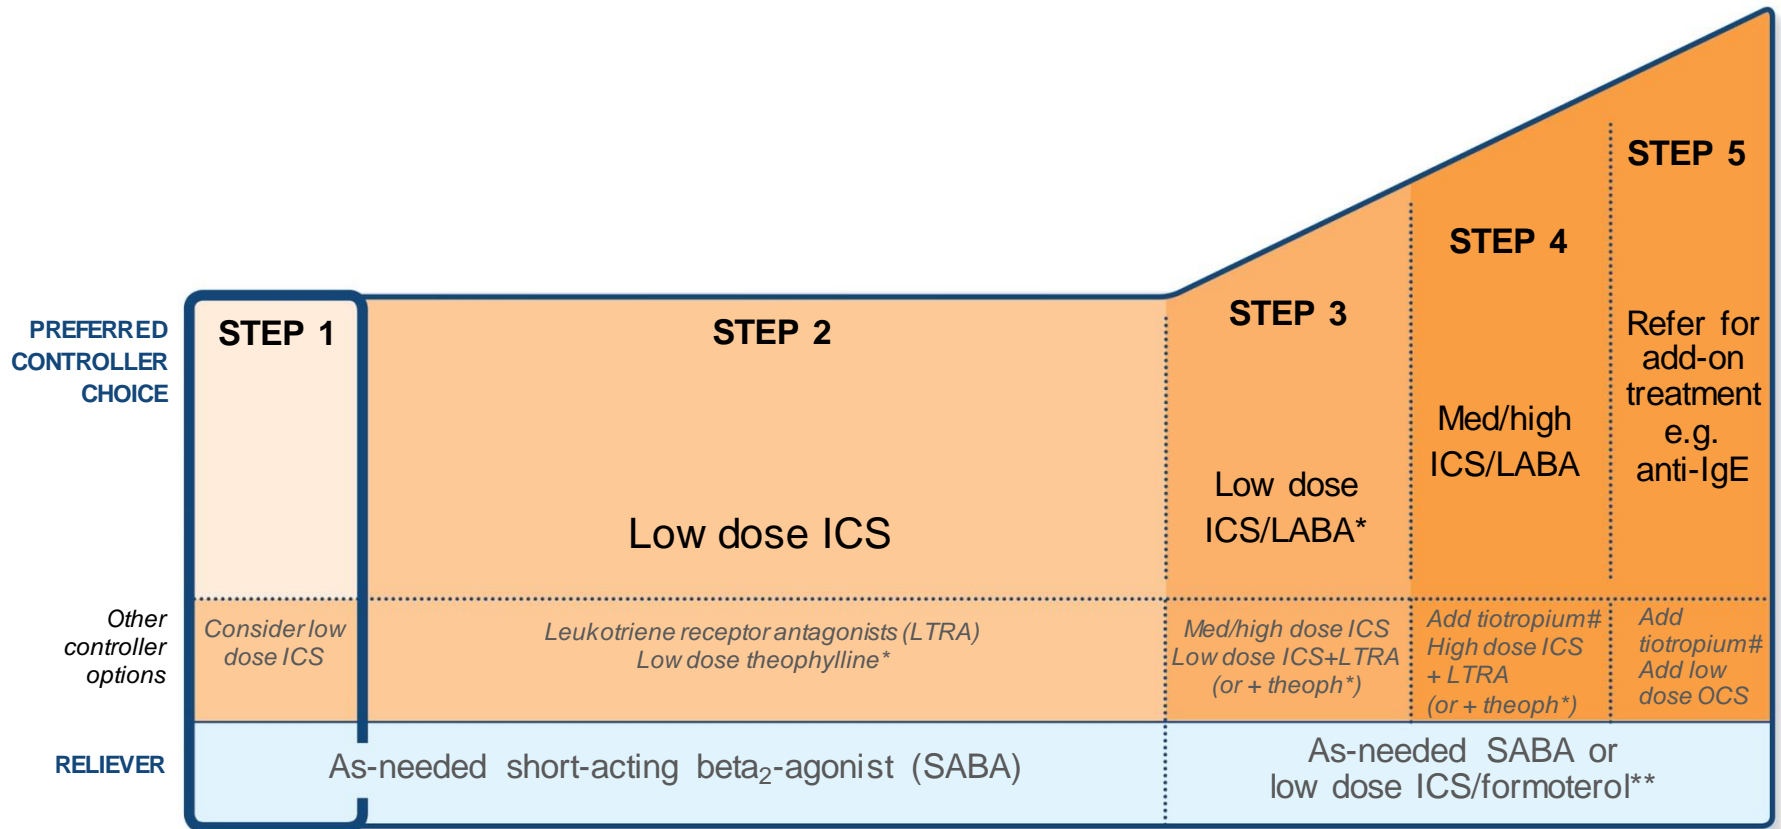 PREFERRED
CONTROLLER
CHOICE
STEP 1
STEP 2
Low dose ICS
STEP 3
Low dose
ICS/LABA*
STEP 4
Med/high
ICS/LABA
STEP 5
Refer for
add-on
treatment
e.g.
anti-IgE
Other
controller
options
Consider low
dose ICS
Leukotriene receptor antagonists (LTRA)
Low dose theophylline*
Med/high dose ICS
Low dose ICS+LTRA
(or + theoph*)
Add tiotropium#
High dose ICS
+ LTRA
(or + theoph*)
Add
tiotropium#
Add low
dose OCS
RELIEVER
As-needed short-acting beta₂-agonist (SABA)
As-needed SABA or
low dose ICS/formoterol**